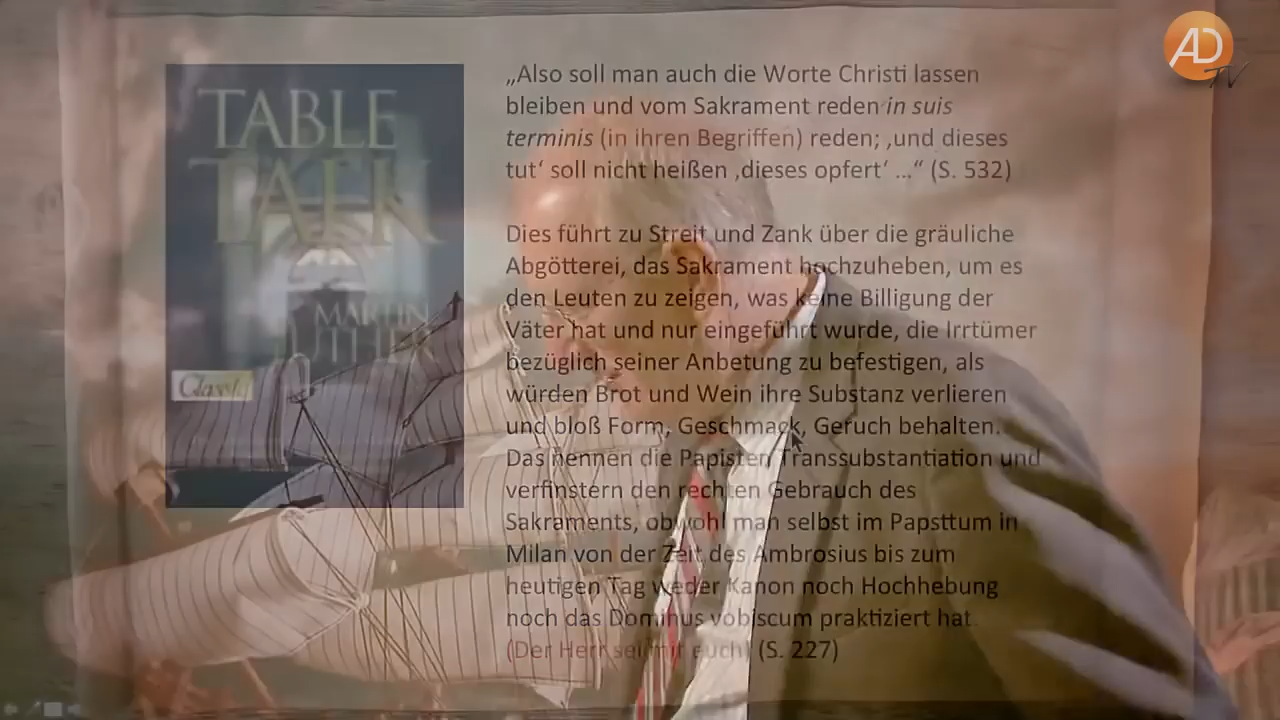 AD
TV
TABLE
TALK
MARTIN
LUTHER
„Also soll man auch die Worte Christi lassen
bleiben und vom Sakrament reden in suis
terminis (in ihren Begriffen) reden; ‚und dieses
tut‘ soll nicht heißen ‚dieses opfert‘ …“ (S. 532)
Dies führt zu Streit und Zank über die gräuliche
Abgötterei, das Sakrament hochzuheben, um es
den Leuten zu zeigen, was keine Billigung der
Väter hat und nur eingeführt wurde, die Irrtümer
bezüglich seiner Anbetung zu befestigen, als
würden Brot und Wein ihre Substanz verlieren
und bloß Form, Geschmack, Geruch behalten.
Das nennen die Papisten Transsubstantiation und
verfinstern den rechten Gebrauch des
Sakraments, obwohl man selbst im Papsttum in
Milan von der Zeit des Ambrosius bis zum
heutigen Tag weder Kanon noch Hochhebung
noch das Dominus vobiscum praktiziert hat
(Der Herr sei mit euch) (S. 227)